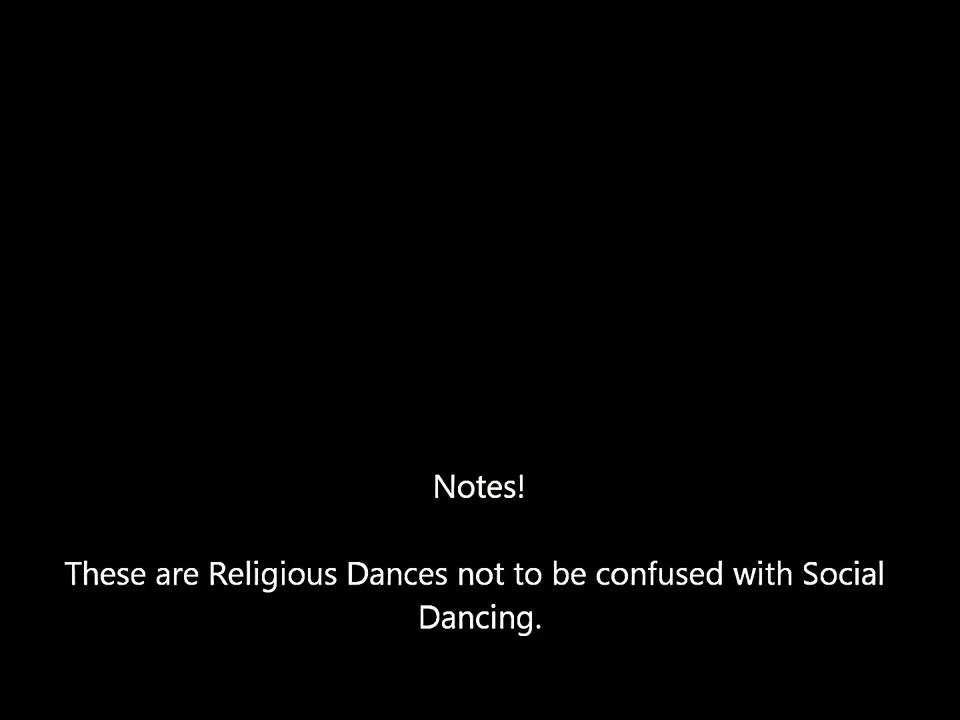 Notes!
These are Religious Dances not to be confused with Social
Dancing.